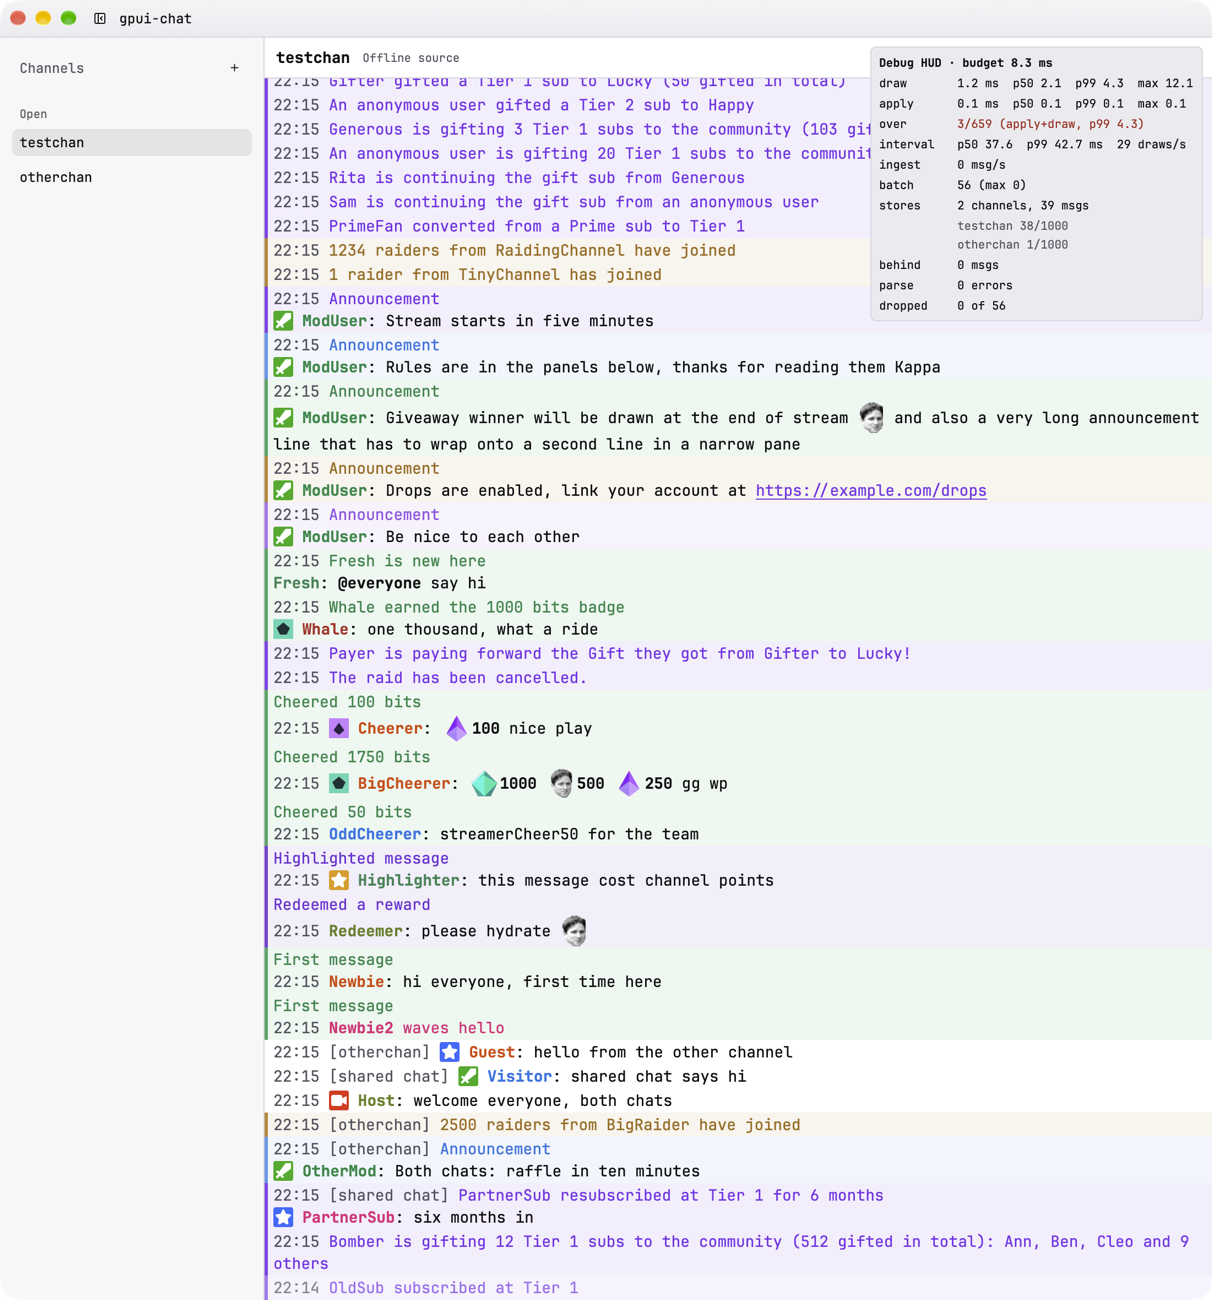 gpui-chat
Channels
+
Open
testchan
otherchan
testchan Offline source
22:15 Gifter gifted a Tier 1 sub to Lucky (50 gifted in total)
22:15 An anonymous user gifted a Tier 2 sub to Happy
22:15 Generous is gifting 3 Tier 1 subs to the community (103 gif
22:15 An anonymous user is gifting 20 Tier 1 subs to the communit
22:15 Rita is continuing the gift sub from Generous
22:15 Sam is continuing the gift sub from an anonymous user
22:15 PrimeFan converted from a Prime sub to Tier 1
22:15 1234 raiders from RaidingChannel have joined
22:15 1 raider from TinyChannel has joined
22:15 Announcement
ModUser: Stream starts in five minutes
22:15 Announcement
ModUser: Rules are in the panels below, thanks for reading them Kappa
22:15 Announcement
ModUser: Giveaway winner will be drawn at the end of stream and also a very long announcement
line that has to wrap onto a second line in a narrow pane
22:15 Announcement
ModUser: Drops are enabled, link your account at https://example.com/drops
22:15 Announcement
ModUser: Be nice to each other
22:15 Fresh is new here
Fresh: @everyone say hi
22:15 Whale earned the 1000 bits badge
Whale: one thousand, what a ride
22:15 Payer is paying forward the Gift they got from Gifter to Lucky!
22:15 The raid has been cancelled.
Cheered 100 bits
22:15 Cheerer: 100 nice play
Cheered 1750 bits
22:15 BigCheerer: 1000 500 250 gg wp
Cheered 50 bits
22:15 OddCheerer: streamerCheer50 for the team
Highlighted message
22:15 Highlighter: this message cost channel points
Redeemed a reward
22:15 Redeemer: please hydrate
First message
22:15 Newbie: hi everyone, first time here
First message
22:15 Newbie2 waves hello
22:15 [otherchan] Guest: hello from the other channel
22:15 [shared chat] Visitor: shared chat says hi
22:15 Host: welcome everyone, both chats
22:15 [otherchan] 2500 raiders from BigRaider have joined
22:15 [otherchan] Announcement
OtherMod: Both chats: raffle in ten minutes
22:15 [shared chat] PartnerSub resubscribed at Tier 1 for 6 months
PartnerSub: six months in
22:15 Bomber is gifting 12 Tier 1 subs to the community (512 gifted in total): Ann, Ben, Cleo and 9
others
22:14 OldSub subscribed at Tier 1
Debug HUD · budget 8.3 ms
draw 1.2 ms p50 2.1 p99 4.3 max 12.1
apply 0.1 ms p50 0.1 p99 0.1 max 0.1
over 3/659 (apply+draw, p99 4.3)
interval p50 37.6 p99 42.7 ms 29 draws/s
ingest 0 msg/s
batch 56 (max 0)
stores 2 channels, 39 msgs
testchan 38/1000
otherchan 1/1000
behind 0 msgs
parse 0 errors
dropped 0 of 56